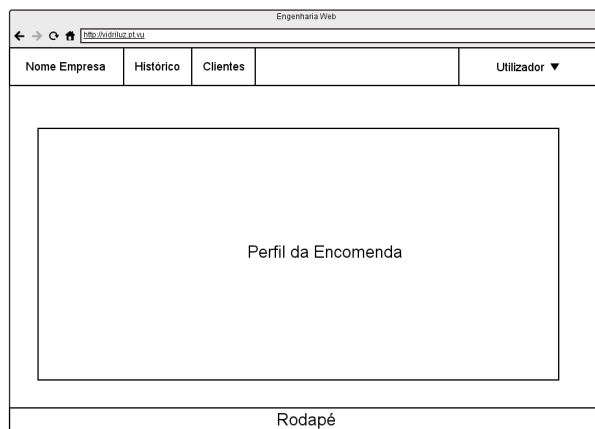 Engenharia Web
http://vidriluz.pt.vu
Nome Empresa Histórico Clientes Utilizador ▼
Perfil da Encomenda
Rodapé